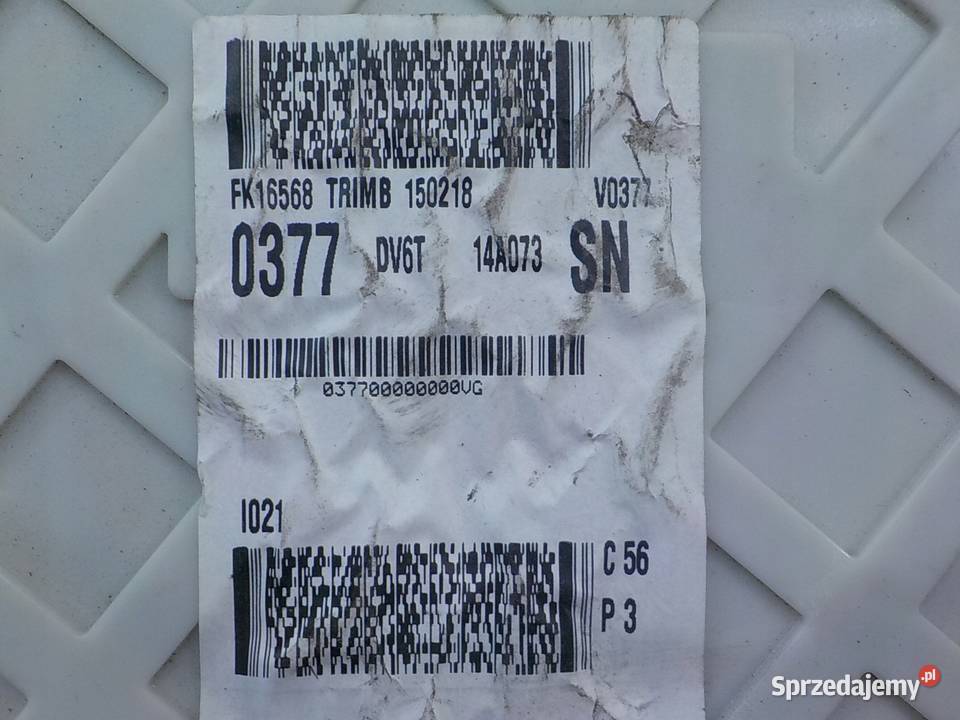 FK16568 TRIMB 150218 V0377
0377 DV6T 14A073 SN
037700000000VG
I021
C 56
P 3
Sprzedajemy.pl